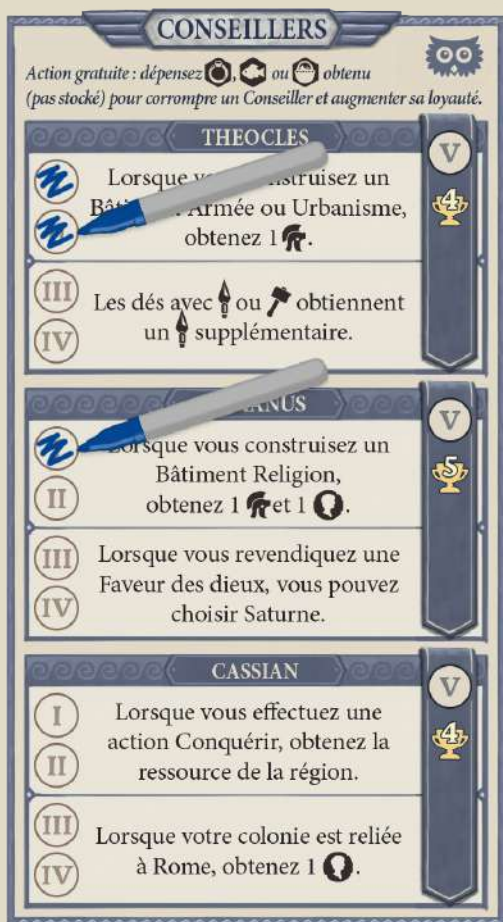 CONSEILLERS
Action gratuite : dépensez , ou obtenu
(pas stocké) pour corrompre un Conseiller et augmenter sa loyauté.
THEOCLES
V
4
Lorsque un
Armée ou Urbanisme,
obtenez 1 .
III
IV
Les dés avec ou obtiennent
un supplémentaire.
V
5
Lorsque vous construisez un
Bâtiment Religion,
obtenez 1 et 1 .
II
III
IV
Lorsque vous revendiquez une
Faveur des dieux, vous pouvez
choisir Saturne.
CASSIAN
V
4
I
II
Lorsque vous effectuez une
action Conquérir, obtenez la
ressource de la région.
III
IV
Lorsque votre colonie est reliée
à Rome, obtenez 1 .